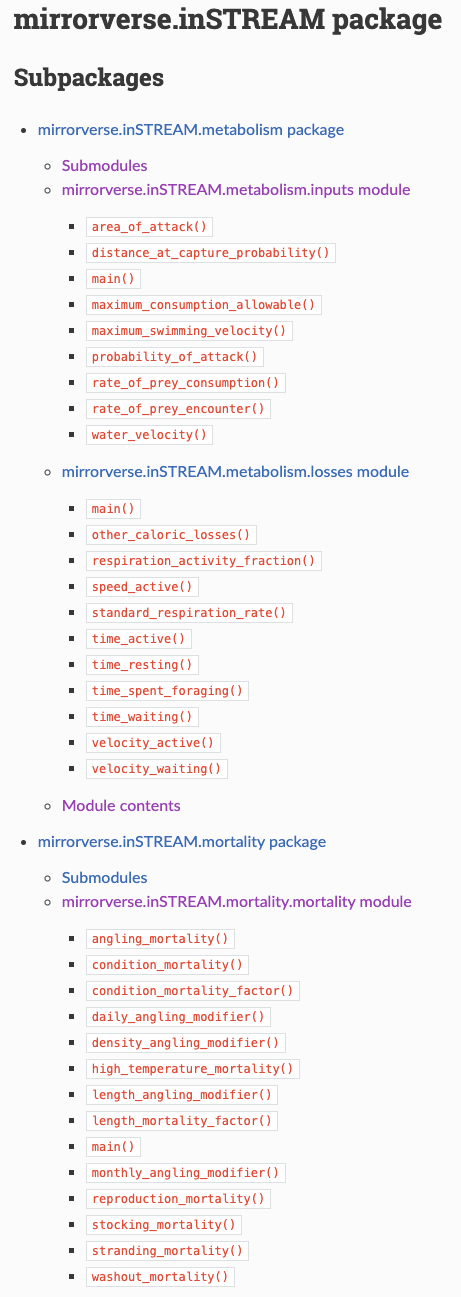 mirrorverse.inSTREAM package
Subpackages
mirrorverse.inSTREAM.metabolism package
Submodules
mirrorverse.inSTREAM.metabolism.inputs module
area_of_attack()
distance_at_capture_probability()
main()
maximum_consumption_allowable()
maximum_swimming_velocity()
probability_of_attack()
rate_of_prey_consumption()
rate_of_prey_encounter()
water_velocity()
mirrorverse.inSTREAM.metabolism.losses module
main()
other_caloric_losses()
respiration_activity_fraction()
speed_active()
standard_respiration_rate()
time_active()
time_resting()
time_spent_foraging()
time_waiting()
velocity_active()
velocity_waiting()
Module contents
mirrorverse.inSTREAM.mortality package
Submodules
mirrorverse.inSTREAM.mortality.mortality module
angling_mortality()
condition_mortality()
condition_mortality_factor()
daily_angling_modifier()
density_angling_modifier()
high_temperature_mortality()
length_angling_modifier()
length_mortality_factor()
main()
monthly_angling_modifier()
reproduction_mortality()
stocking_mortality()
stranding_mortality()
washout_mortality()